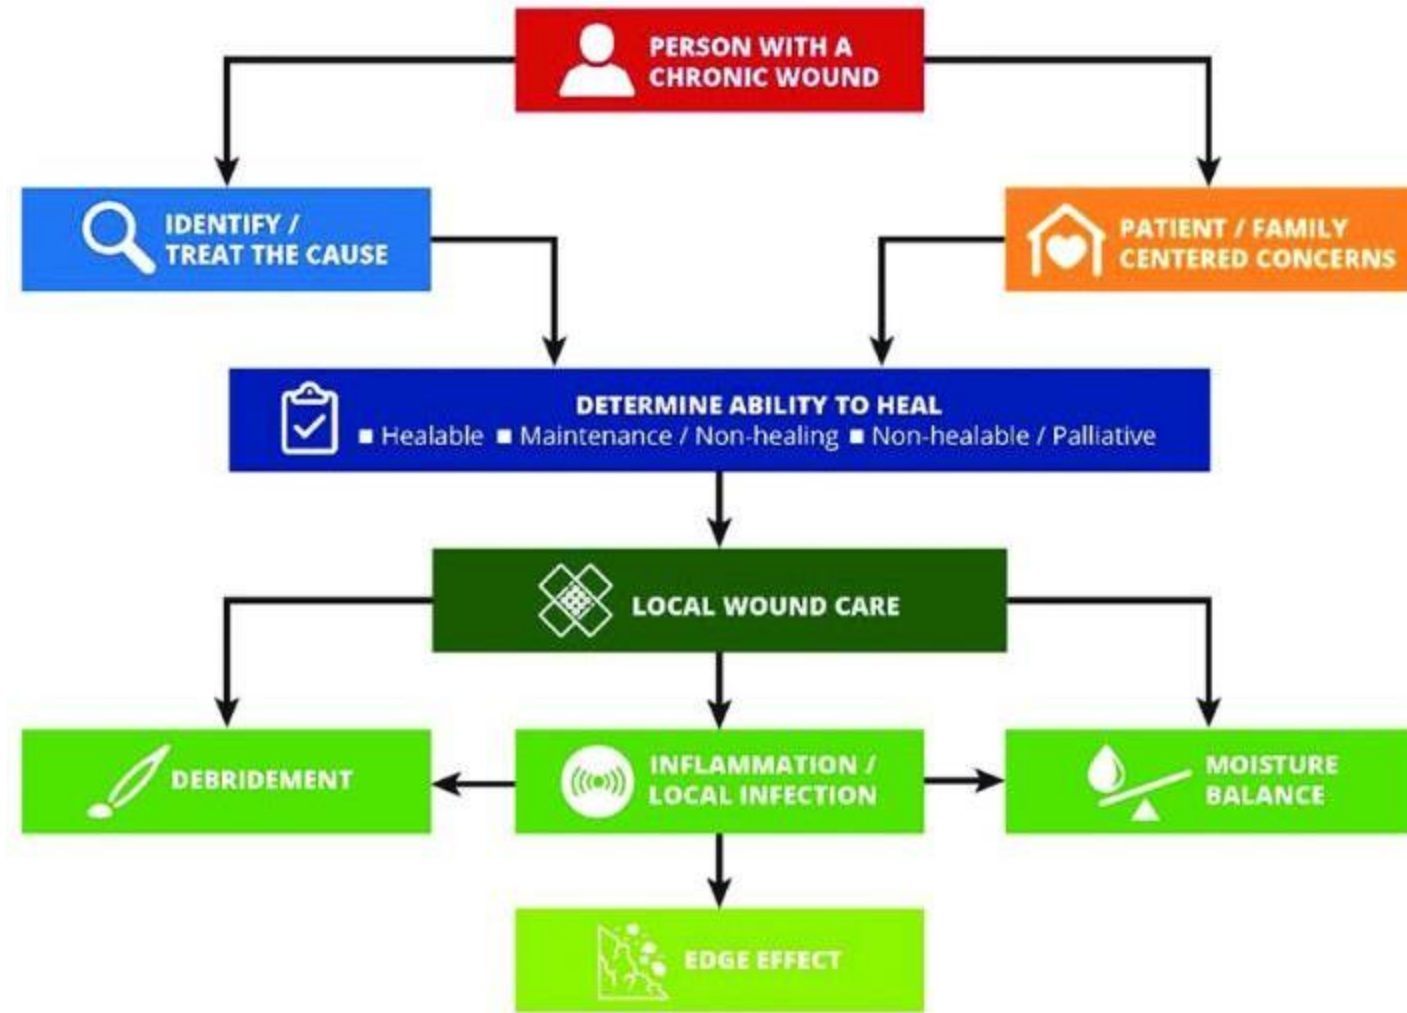 PERSON WITH A
CHRONIC WOUND
IDENTIFY /
TREAT THE CAUSE
PATIENT / FAMILY
CENTERED CONCERNS
DETERMINE ABILITY TO HEAL
■ Healable ■ Maintenance / Non-healing ■ Non-healable / Palliative
LOCAL WOUND CARE
DEBRIDEMENT
INFLAMMATION /
LOCAL INFECTION
MOISTURE
BALANCE
EDGE EFFECT